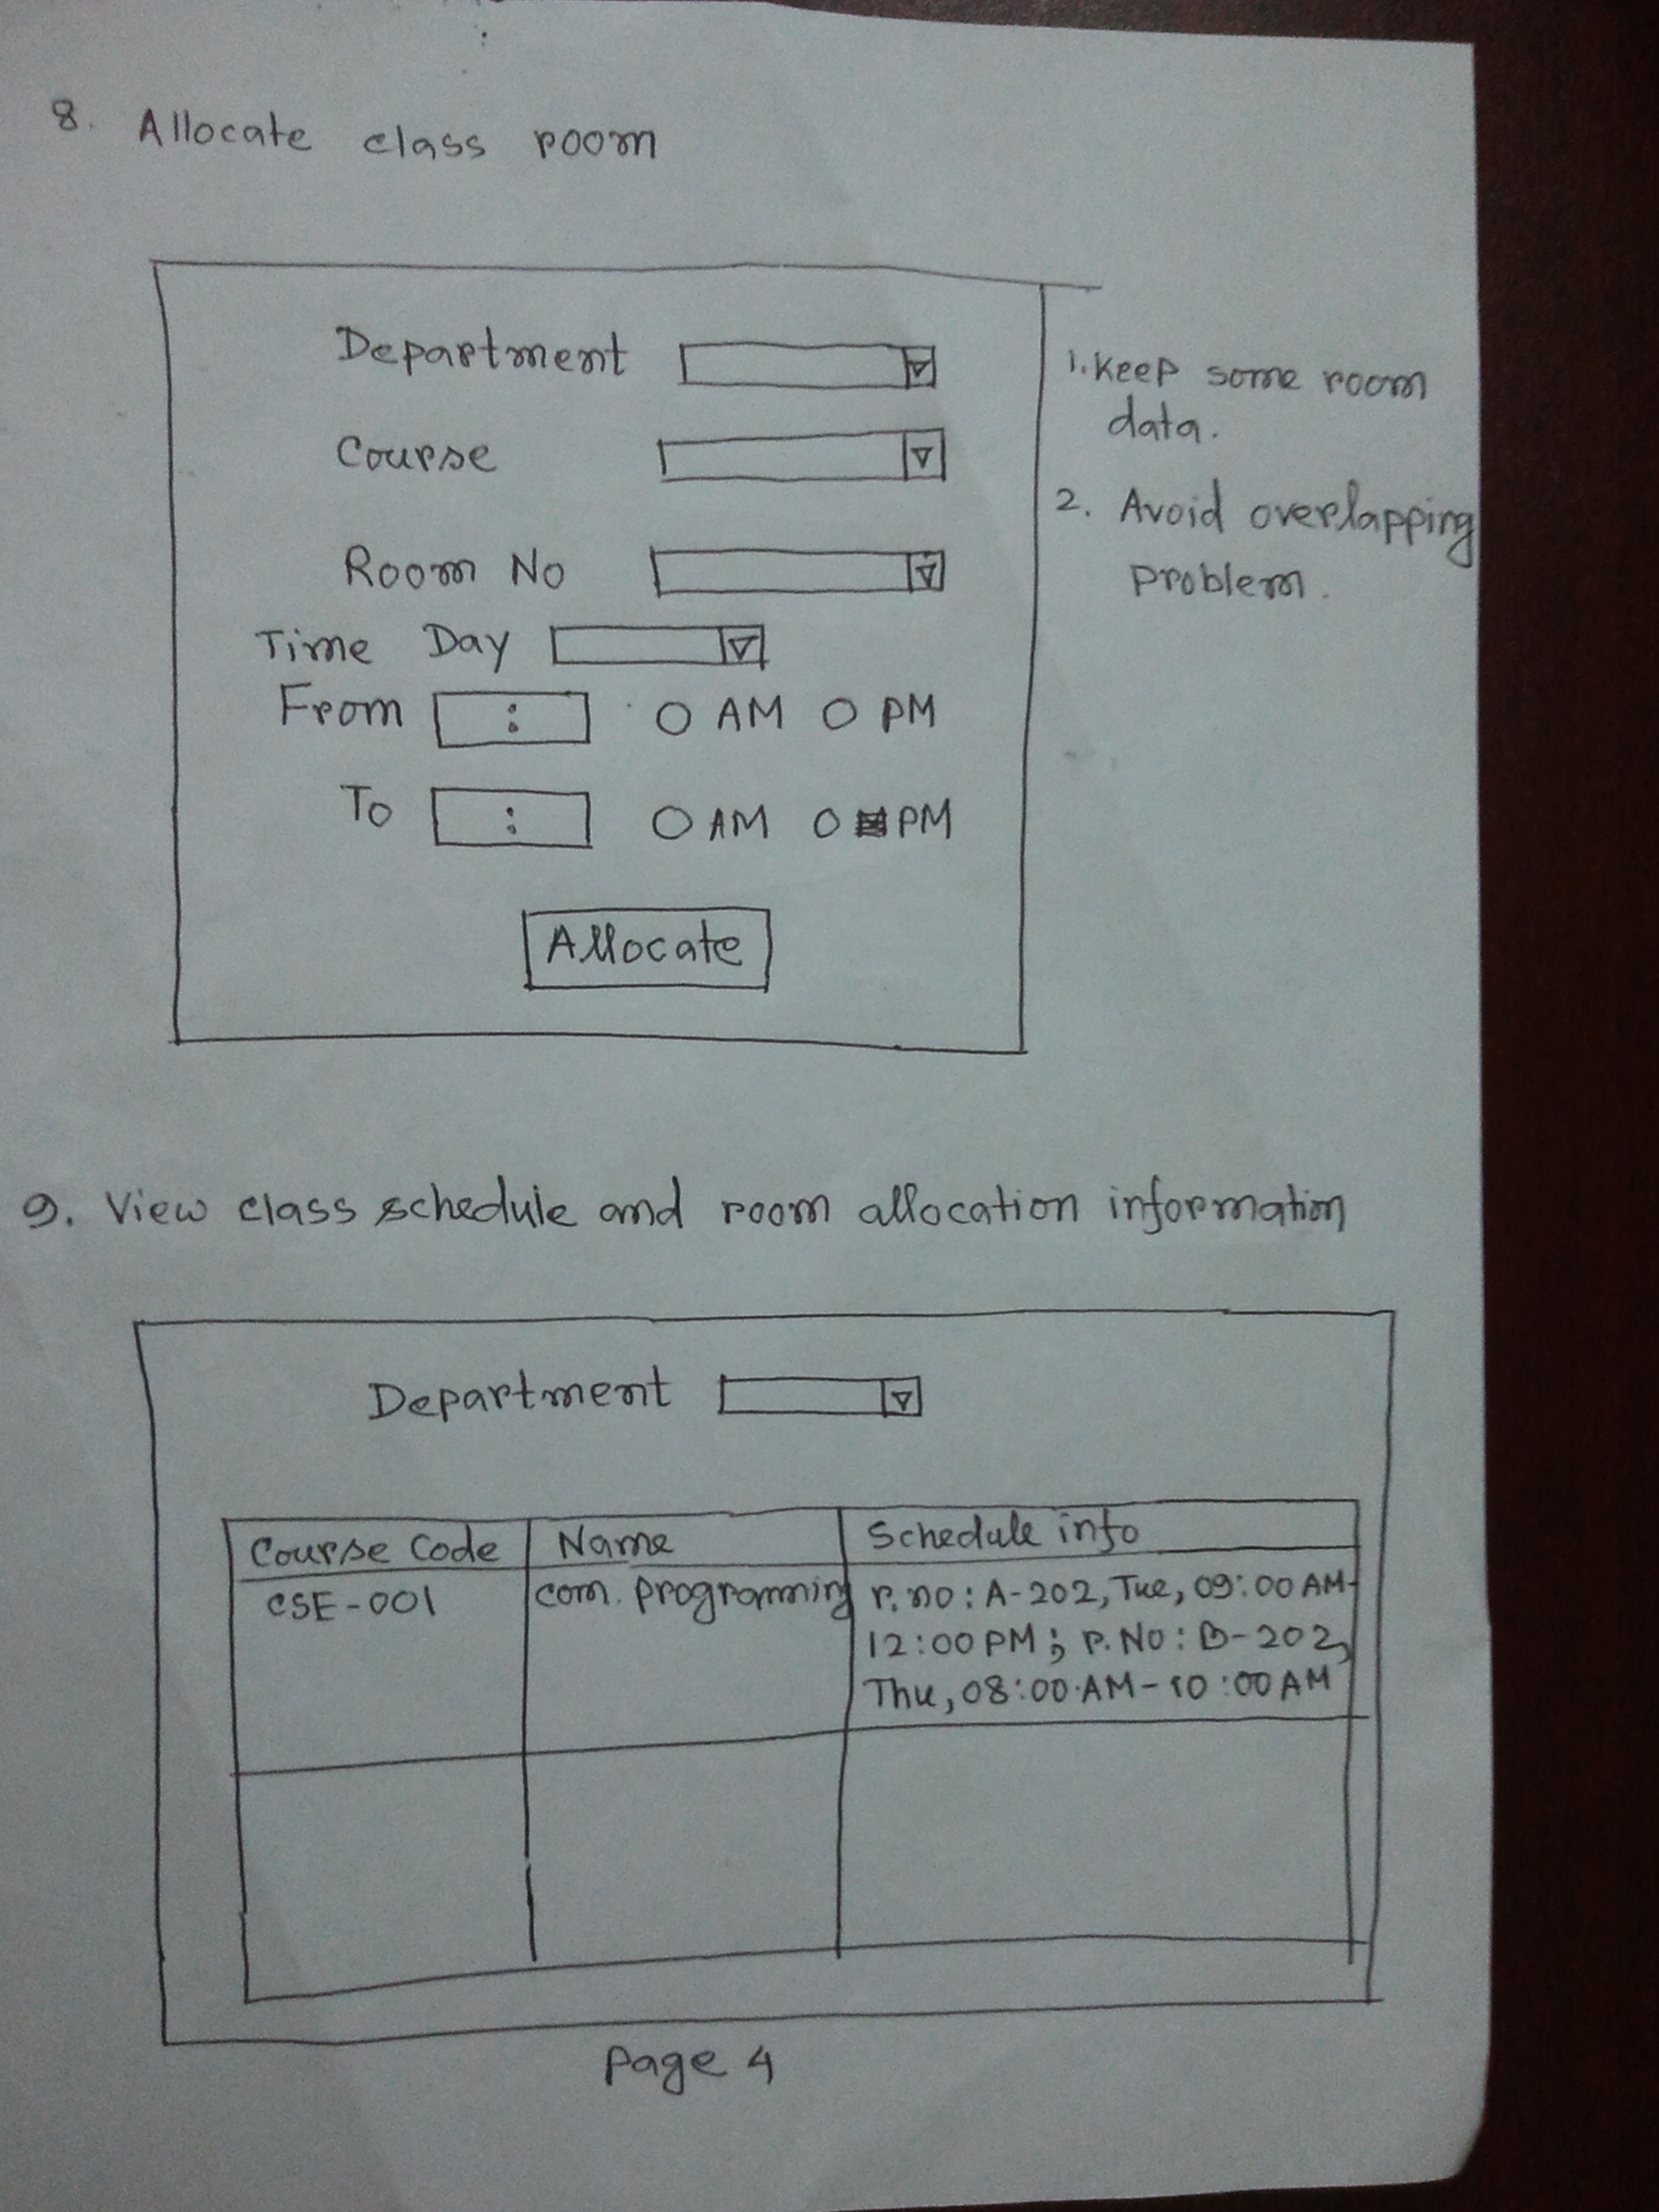 8. Allocate class room
Department
Course
Room No
Time Day
From : AM PM
To : AM PM
Allocate
1. Keep some room
data.
2. Avoid overlapping
problem.
9. View class schedule and room allocation information
Department
Course Code Name Schedule info
CSE-001 com. programming r.no: A-202, Tue, 09:00 AM-
12:00 PM; r.No: B-202,
Thu, 08:00 AM-10:00 AM
Page 4